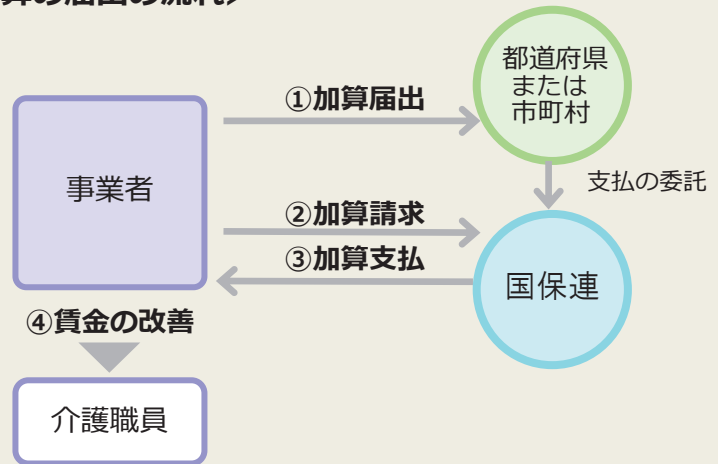 算の届出の流れ＞
都道府県
または
市町村
①加算届出
事業者
支払の委託
②加算請求
③加算支払
国保連
④賃金の改善
介護職員